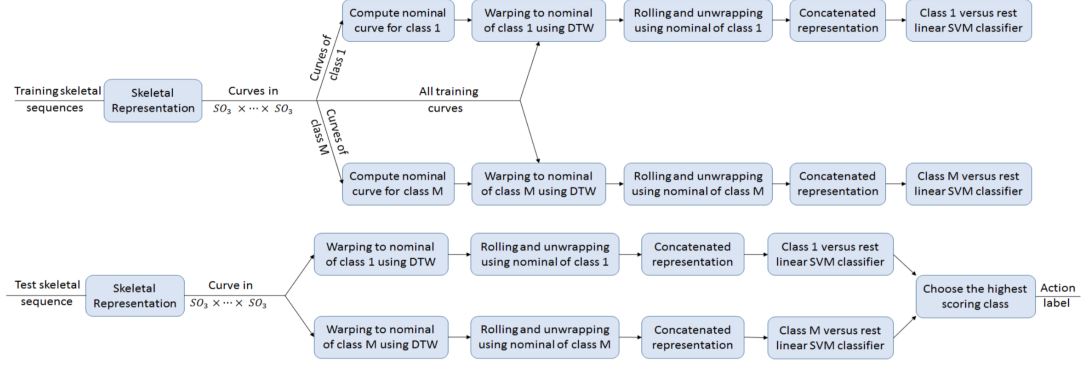 Compute nominal
curve for class 1
Warping to nominal
of class 1 using DTW
Rolling and unwrapping
using nominal of class 1
Concatenated
representation
Class 1 versus rest
linear SVM classifier
Curves of
class 1
Training skeletal
sequences
Skeletal
Representation
Curves in
SO₃ × ⋯ × SO₃
All training
curves
Curves of
class M
Compute nominal
curve for class M
Warping to nominal
of class M using DTW
Rolling and unwrapping
using nominal of class M
Concatenated
representation
Class M versus rest
linear SVM classifier
Warping to nominal
of class 1 using DTW
Rolling and unwrapping
using nominal of class 1
Concatenated
representation
Class 1 versus rest
linear SVM classifier
Test skeletal
sequence
Skeletal
Representation
Curve in
SO₃ × ⋯ × SO₃
Choose the highest
scoring class
Action
label
Warping to nominal
of class M using DTW
Rolling and unwrapping
using nominal of class M
Concatenated
representation
Class M versus rest
linear SVM classifier